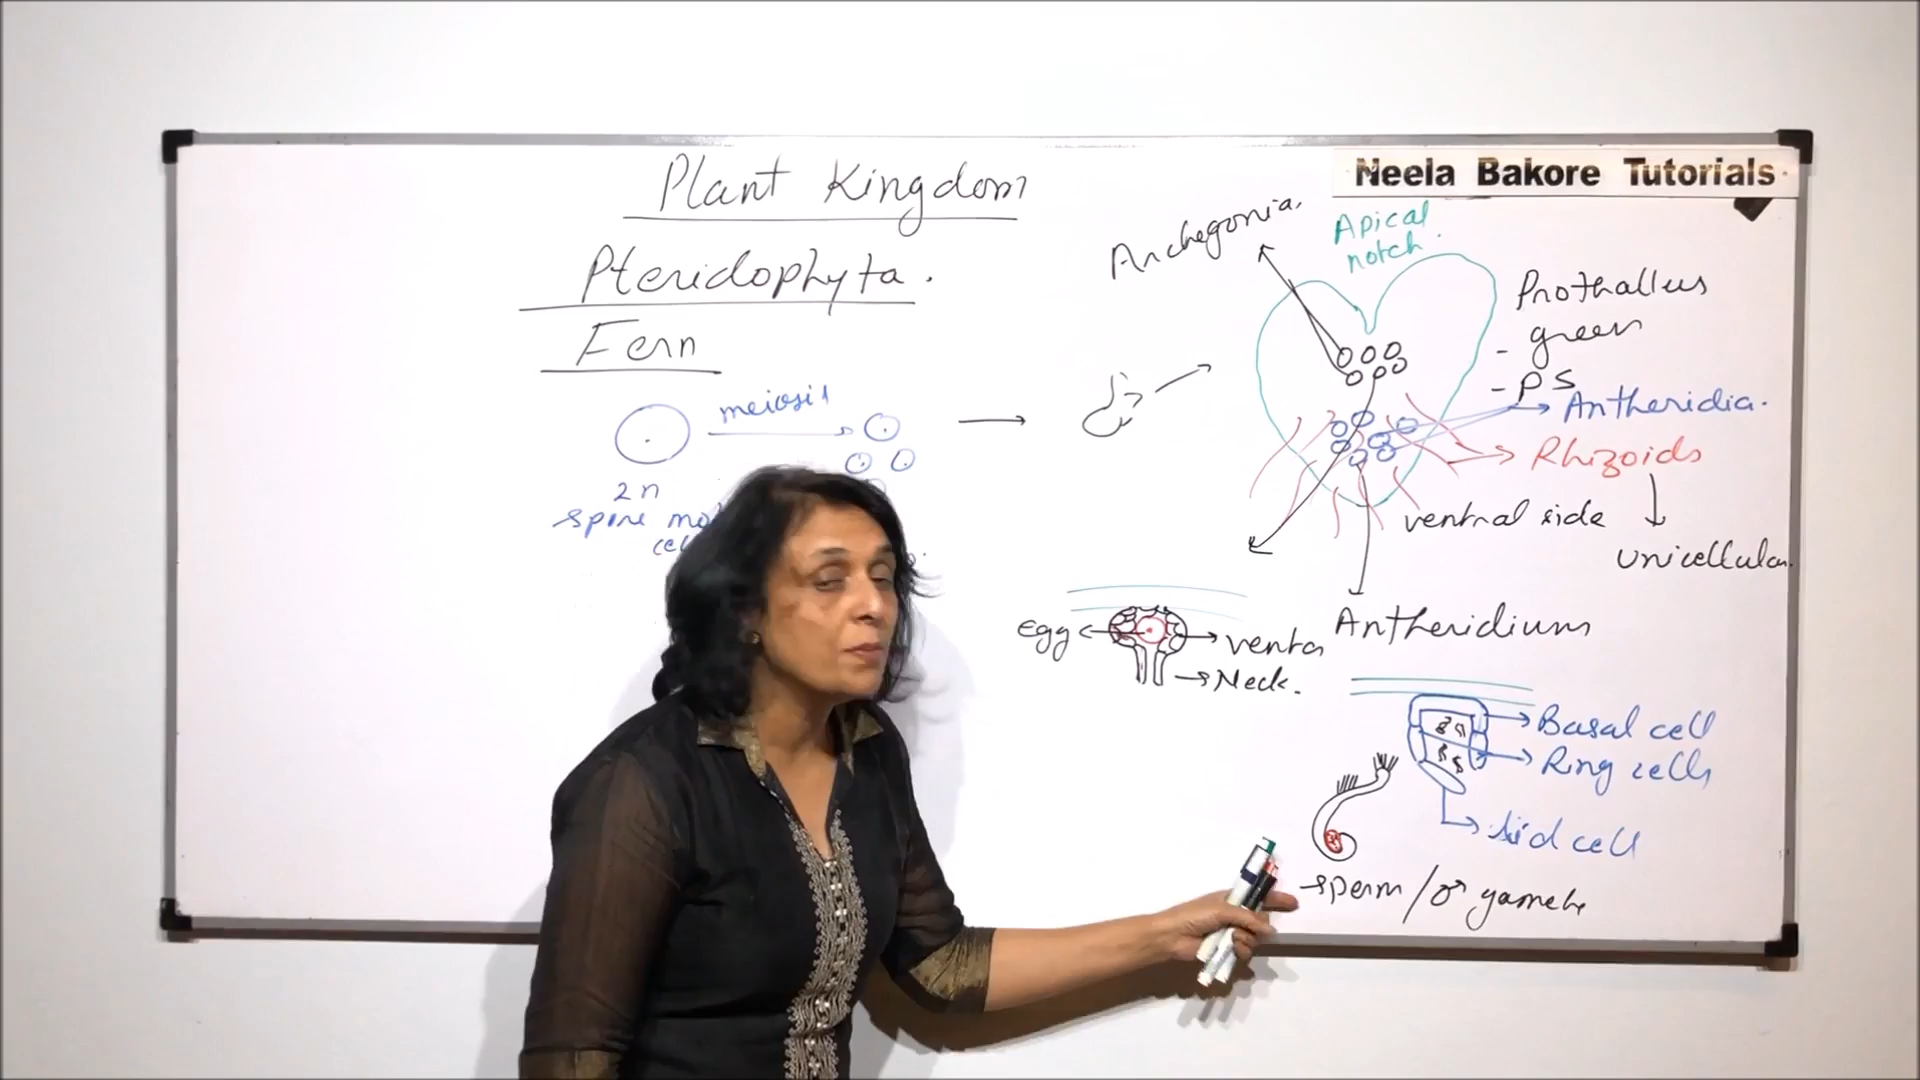 Plant Kingdom
Neela Bakore Tutorials
Pteridophyta.
Fern
2n
meiosis
Archegonia.
Apical
notch.
Prothallus
- green
- PS
Antheridia.
Rhizoids
unicellular
ventral side
Egg
venter
Neck.
Antheridium
Basal cell
Ring cells
Lid cell
sperm / ♂ gamete